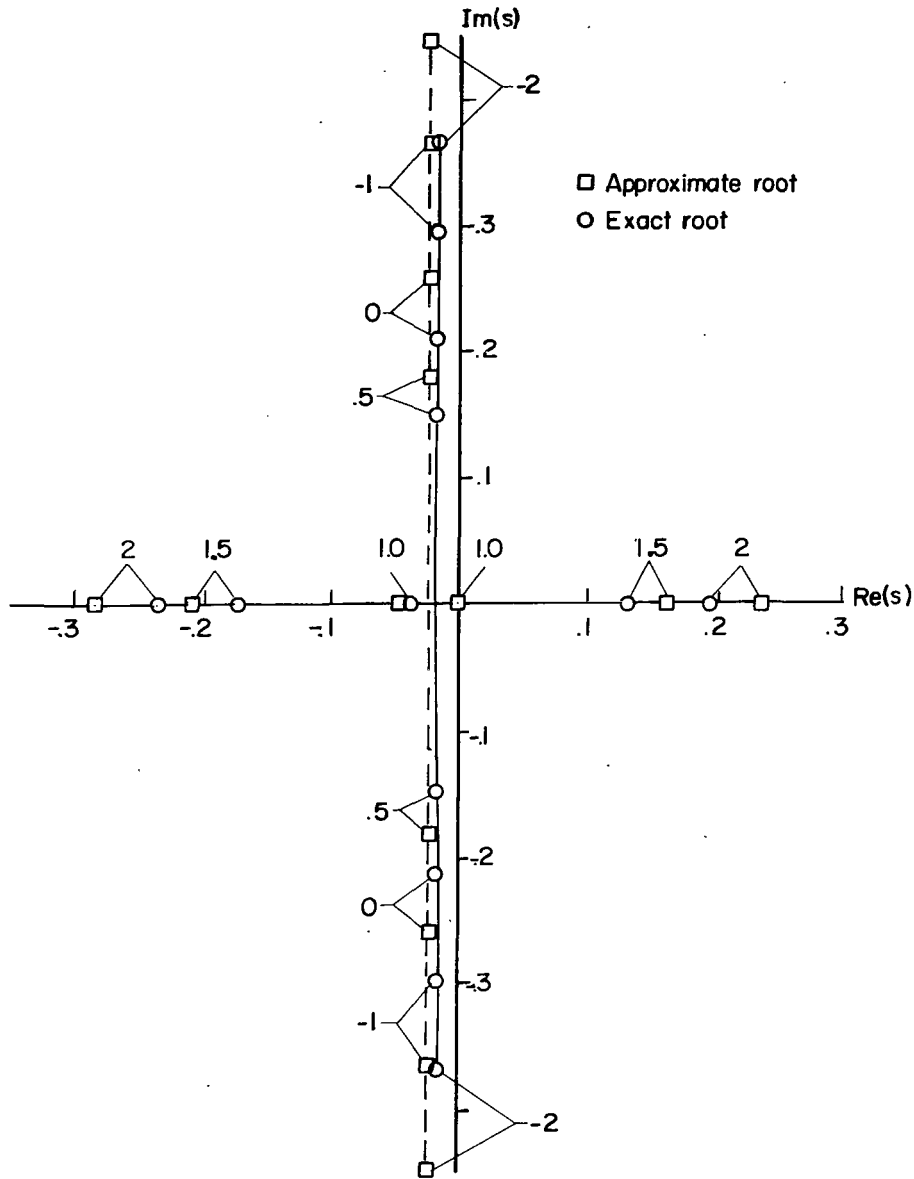 Im(s)
-2
-1
□ Approximate root
○ Exact root
.3
0
.2
.5
.1
2 1.5 1.0 1.0 1.5 2
Re(s)
-.3 -.2 -.1 .1 .2 .3
-.1
.5
-.2
0
-.3
-1
-2